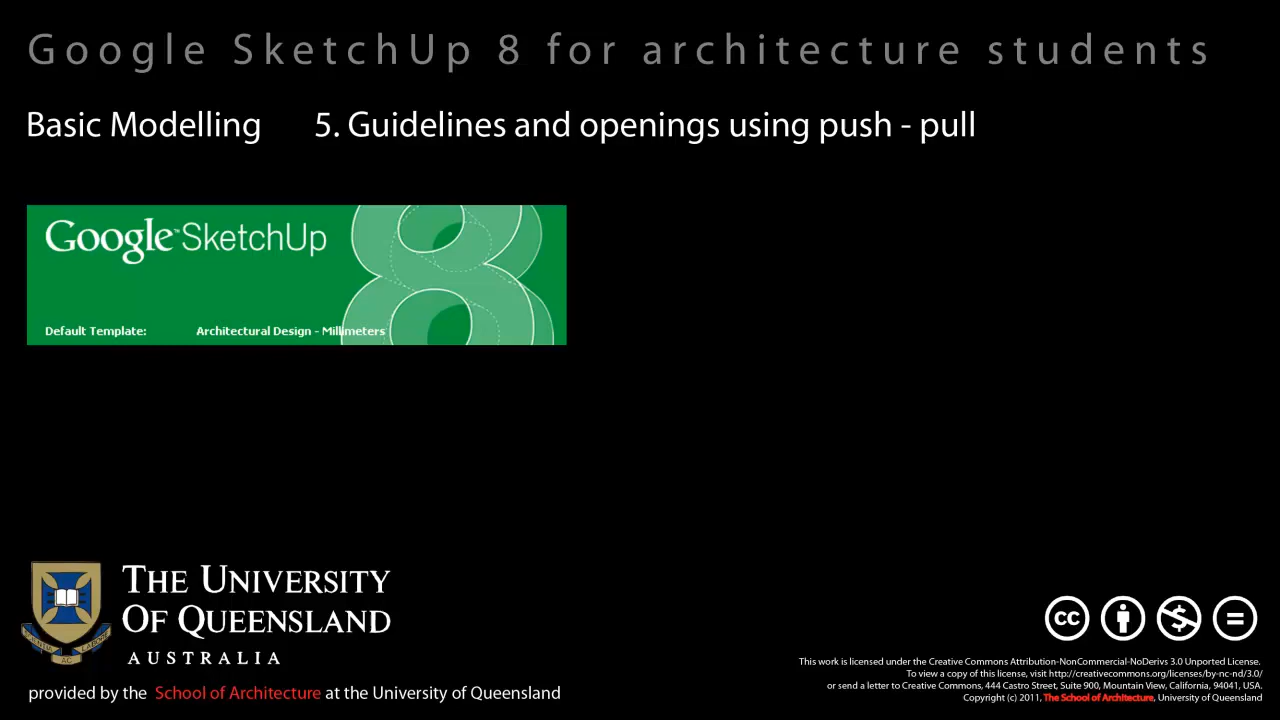 Google SketchUp 8 for architecture students
Basic Modelling 5. Guidelines and openings using push - pull
Google™ SketchUp
Default Template: Architectural Design - Millimeters
THE UNIVERSITY
OF QUEENSLAND
AUSTRALIA
provided by the School of Architecture at the University of Queensland
cc
This work is licensed under the Creative Commons Attribution-NonCommercial-NoDerivs 3.0 Unported License.
To view a copy of this license, visit http://creativecommons.org/licenses/by-nc-nd/3.0/
or send a letter to Creative Commons, 444 Castro Street, Suite 900, Mountain View, California, 94041, USA.
Copyright (c) 2011, The School of Architecture, University of Queensland